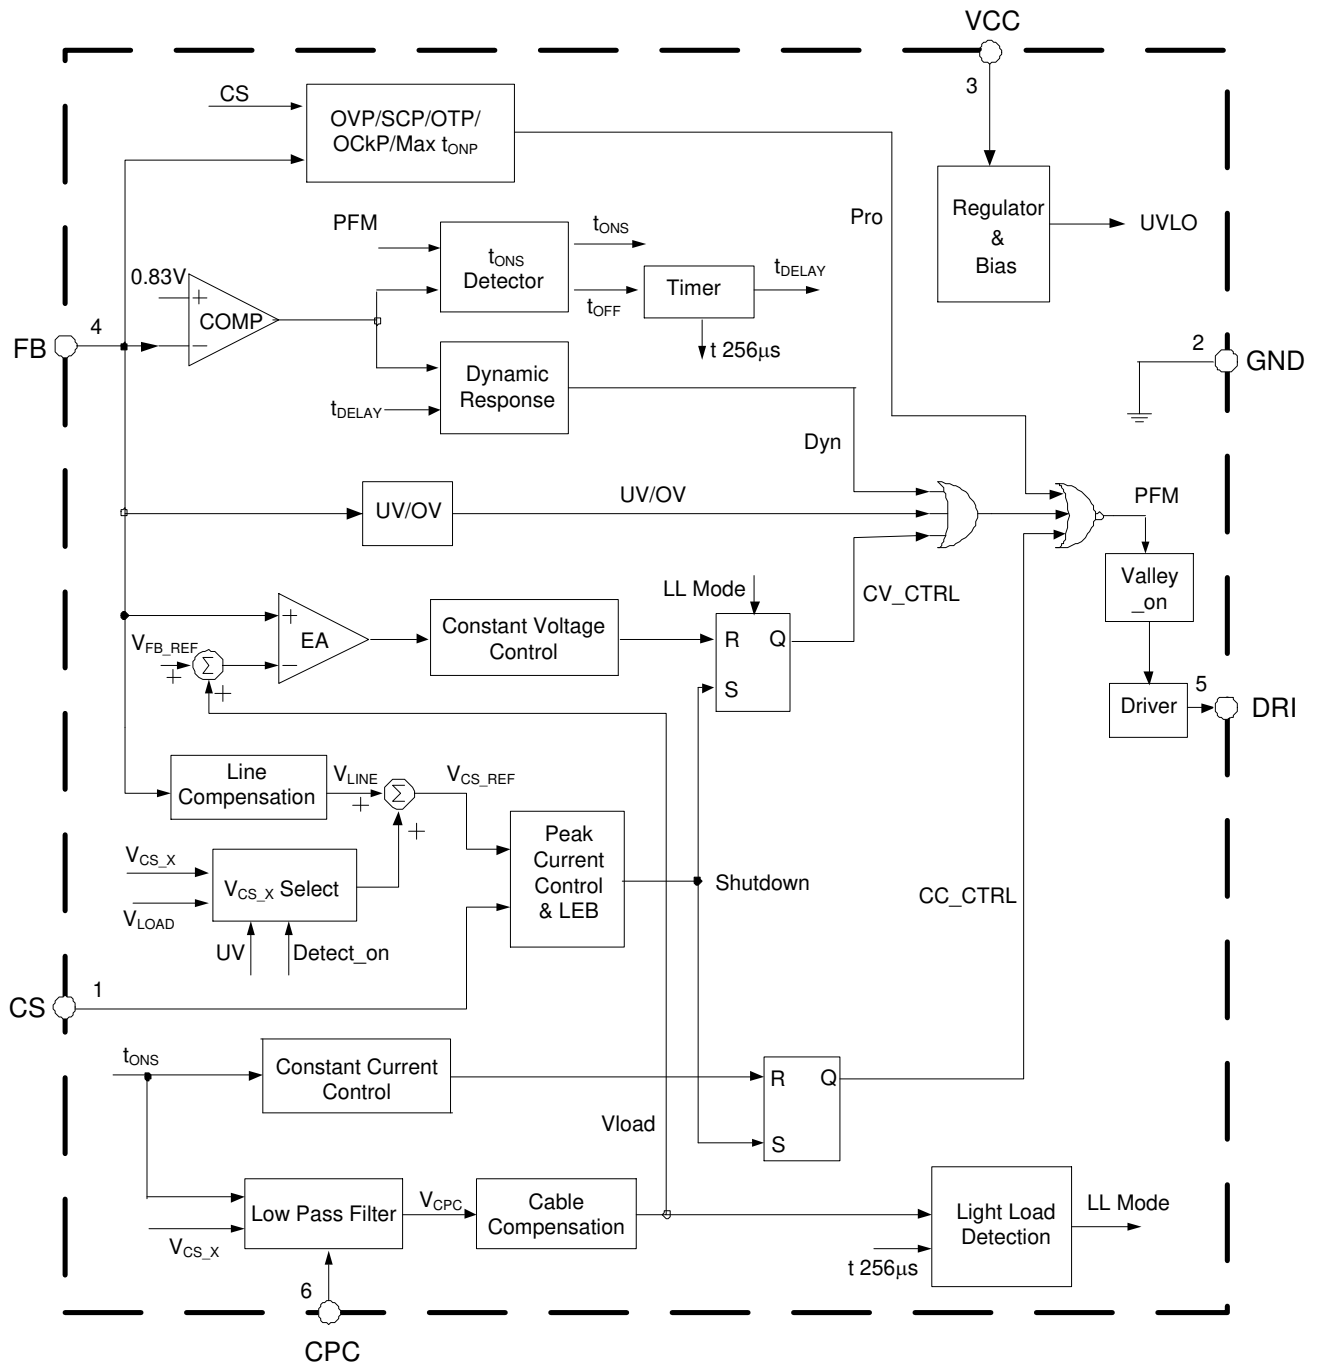 VCC
3
CS
OVP/SCP/OTP/
OCkP/Max tONP
Pro
Regulator
&
Bias
UVLO
PFM
tONS
Detector
tONS
tOFF
Timer
tDELAY
t 256µs
0.83V
+
COMP
−
FB
4
2
GND
Dynamic
Response
tDELAY
Dyn
UV/OV
UV/OV
PFM
Valley
_on
LL Mode
CV_CTRL
R Q
S
+
EA
−
Constant Voltage
Control
VFB_REF
+
Σ
+
Driver
5
DRI
Line
Compensation
VLINE
+
Σ
+
VCS_REF
Peak
Current
Control
& LEB
Shutdown
CC_CTRL
VCS_X
VLOAD
VCS_X Select
UV
Detect_on
CS
1
tONS
Constant Current
Control
R Q
S
Vload
Low Pass Filter
VCS_X
VCPC
Cable
Compensation
Light Load
Detection
LL Mode
t 256µs
6
CPC